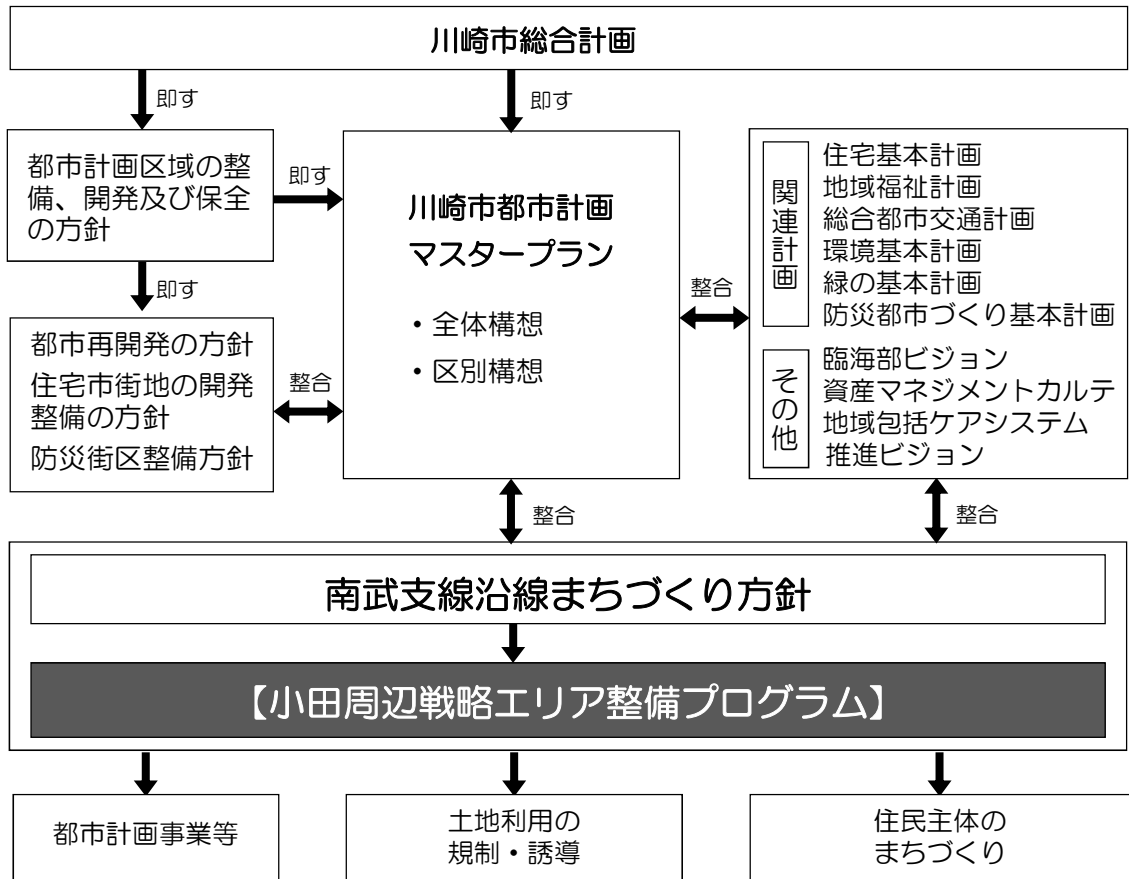 川崎市総合計画
即す
即す
都市計画区域の整
備、開発及び保全
の方針
即す
川崎市都市計画
マスタープラン
・全体構想
・区別構想
整合
関連計画
住宅基本計画
地域福祉計画
総合都市交通計画
環境基本計画
緑の基本計画
防災都市づくり基本計画
その他
臨海部ビジョン
資産マネジメントカルテ
地域包括ケアシステム
推進ビジョン
即す
都市再開発の方針
住宅市街地の開発
整備の方針
防災街区整備方針
整合
整合
整合
南武支線沿線まちづくり方針
【小田周辺戦略エリア整備プログラム】
都市計画事業等
土地利用の
規制・誘導
住民主体の
まちづくり